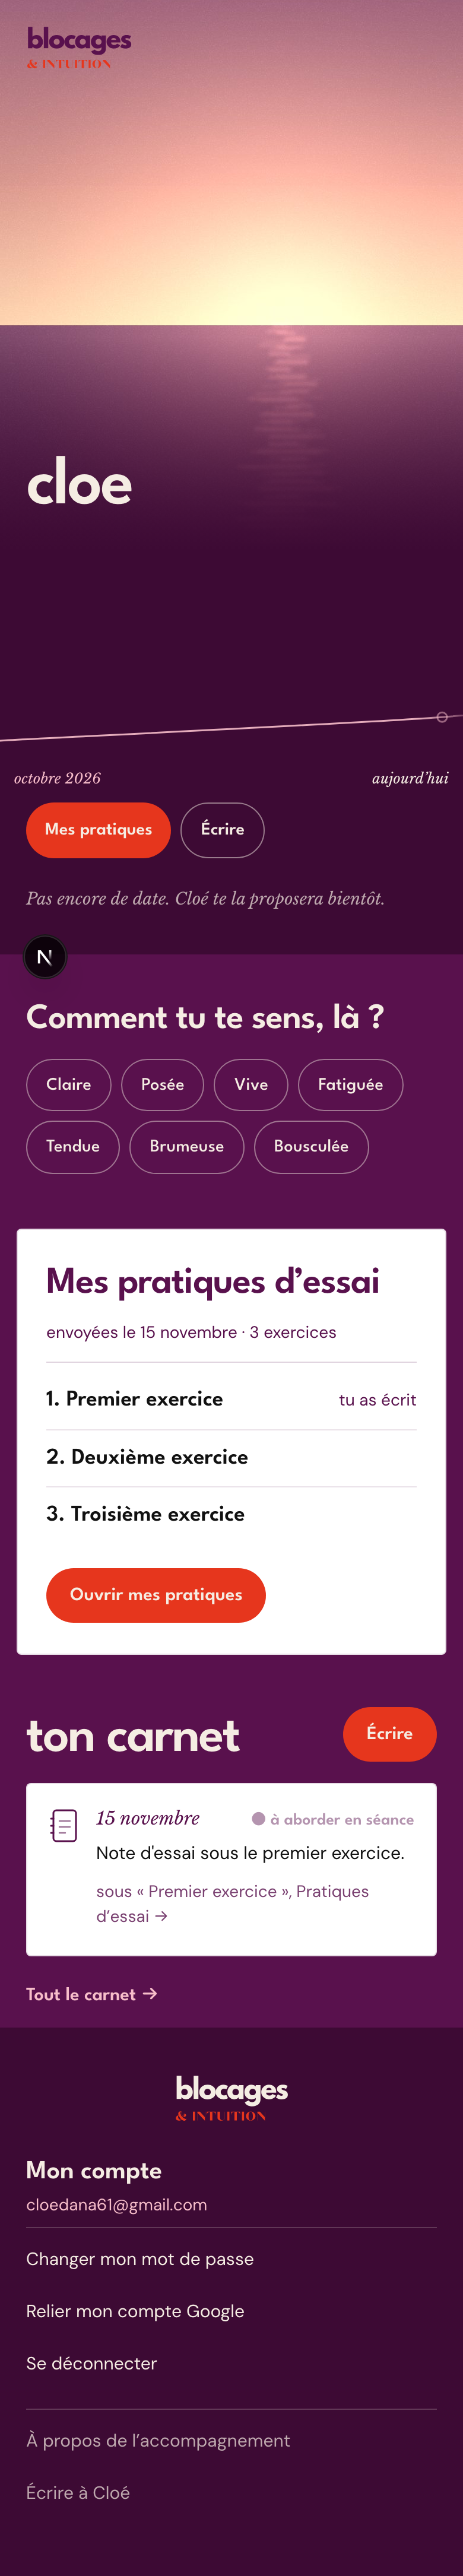 blocages
& INTUITION
cloe
octobre 2026
aujourd’hui
Mes pratiques
Écrire
Pas encore de date. Cloé te la proposera bientôt.
N
Comment tu te sens, là ?
Claire
Posée
Vive
Fatiguée
Tendue
Brumeuse
Bousculée
Mes pratiques d’essai
envoyées le 15 novembre · 3 exercices
1. Premier exercice
tu as écrit
2. Deuxième exercice
3. Troisième exercice
Ouvrir mes pratiques
ton carnet
Écrire
15 novembre
à aborder en séance
Note d'essai sous le premier exercice.
sous « Premier exercice », Pratiques
d’essai →
Tout le carnet →
blocages
& INTUITION
Mon compte
cloedana61@gmail.com
Changer mon mot de passe
Relier mon compte Google
Se déconnecter
À propos de l’accompagnement
Écrire à Cloé